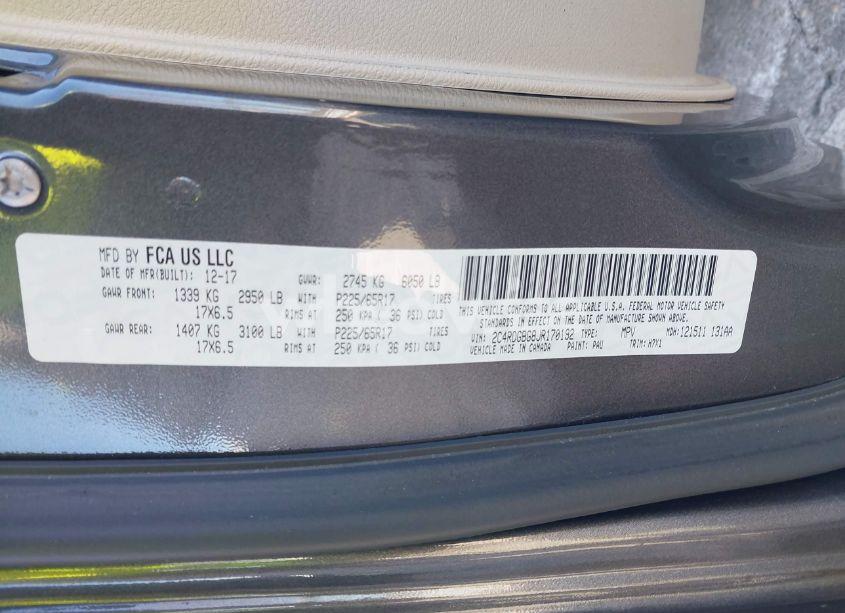 MFD BY FCA US LLC
DATE OF MFR(BUILT): 12-17 GVWR: 2745 KG 6050 LB
GAWR FRONT: 1339 KG 2950 LB WITH P225/65R17 TIRES
17X6.5 RIMS AT 250 KPA ( 36 PSI) COLD
GAWR REAR: 1407 KG 3100 LB WITH P225/65R17 TIRES
17X6.5 RIMS AT 250 KPA ( 36 PSI) COLD
THIS VEHICLE CONFORMS TO ALL APPLICABLE U.S.A. FEDERAL MOTOR VEHICLE SAFETY
STANDARDS IN EFFECT ON THE DATE OF MANUFACTURE SHOWN ABOVE.
VIN: 2C4RDGBG8JR170192 TYPE: MPV MDH: 121511 131AA
VEHICLE MADE IN CANADA PAINT: PAU TRIM: H7X1